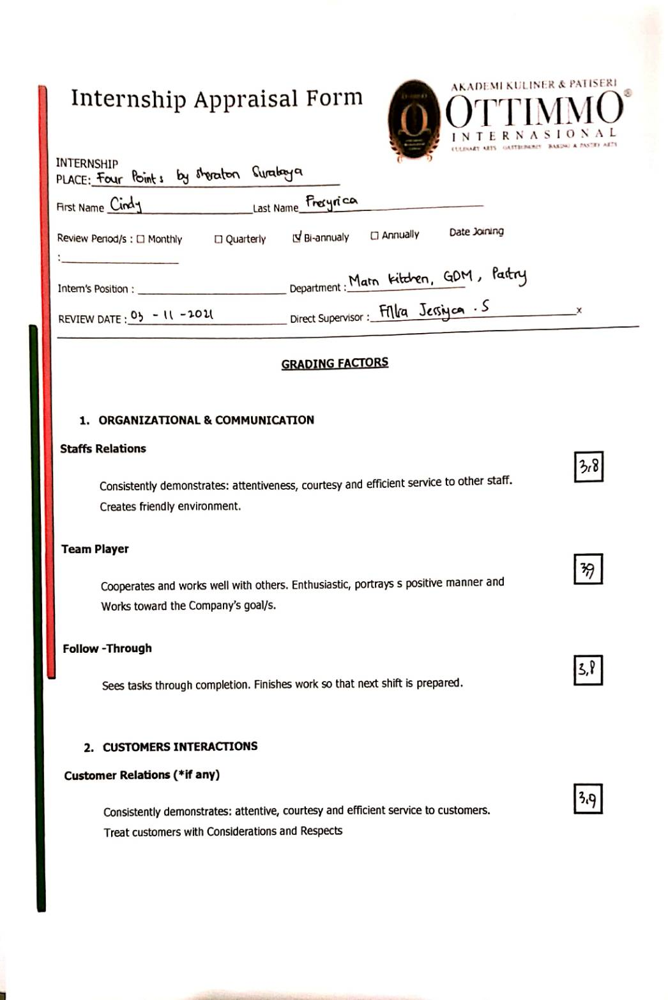 Internship Appraisal Form
AKADEMI KULINER & PATISERI
OTTIMMO®
INTERNASIONAL
CULINARY ARTS GASTRONOMY BAKING & PASTRY ARTS
INTERNSHIP
PLACE: Four Points by Sheraton Surabaya
First Name Cindy Last Name Presyrica
Review Period/s : ☐ Monthly ☐ Quarterly ☑ Bi-annualy ☐ Annually Date Joining
:
Intern's Position : Department : Main Kitchen, GDM, Pastry
REVIEW DATE : 03 - 11 - 2021 Direct Supervisor : Jessiyca . S x
GRADING FACTORS
1. ORGANIZATIONAL & COMMUNICATION
Staffs Relations
3,8
Consistently demonstrates: attentiveness, courtesy and efficient service to other staff.
Creates friendly environment.
Team Player
3,9
Cooperates and works well with others. Enthusiastic, portrays s positive manner and
Works toward the Company's goal/s.
Follow -Through
3,8
Sees tasks through completion. Finishes work so that next shift is prepared.
2. CUSTOMERS INTERACTIONS
Customer Relations (*if any)
3,9
Consistently demonstrates: attentive, courtesy and efficient service to customers.
Treat customers with Considerations and Respects